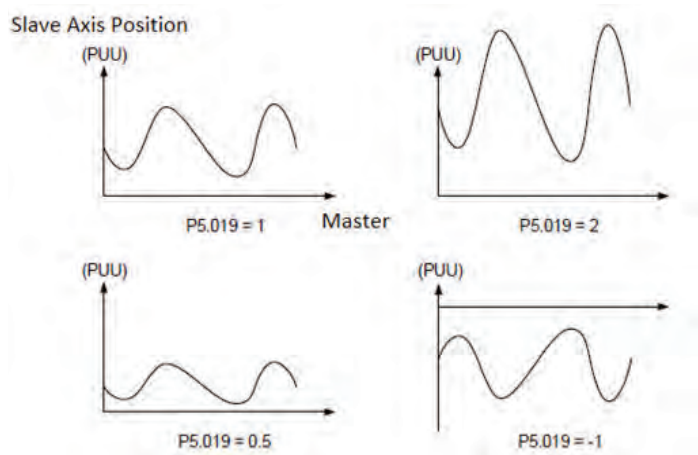 Slave Axis Position
(PUU)
(PUU)
P5.019 = 1
Master
P5.019 = 2
(PUU)
(PUU)
P5.019 = 0.5
P5.019 = -1